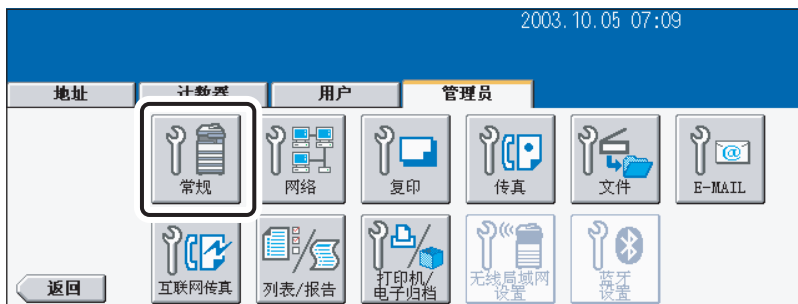 2003.10.05 07:09
地址
计数器
用户
管理员
常规
网络
复印
传真
文件
E-MAIL
互联网传真
列表/报告
打印机/
电子归档
无线局域网
设置
蓝牙
设置
返回